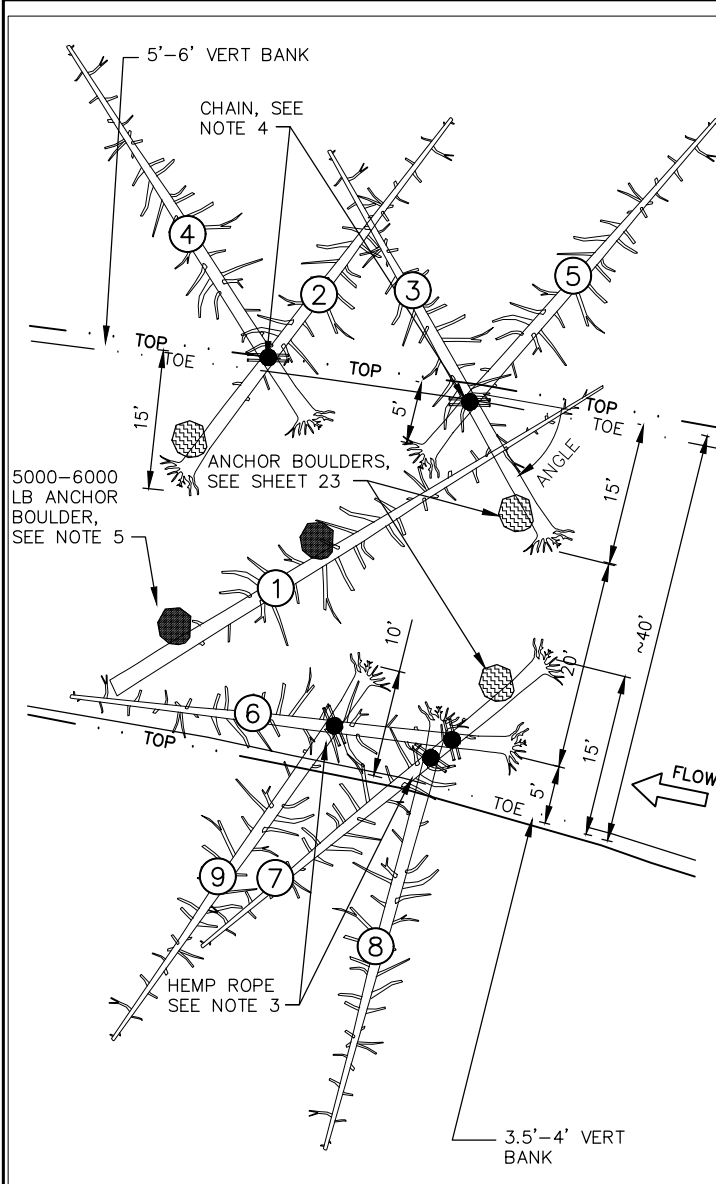 5'-6' VERT BANK
CHAIN, SEE
NOTE 4
4
2
3
5
TOP
TOE
TOP
TOP
TOE
15'
5'
ANGLE
15'
ANCHOR BOULDERS,
SEE SHEET 23
5000-6000
LB ANCHOR
BOULDER,
SEE NOTE 5
1
10'
20'
~40'
6
15'
TOP
FLOW
5'
TOE
9
7
8
HEMP ROPE
SEE NOTE 3
3.5'-4' VERT
BANK